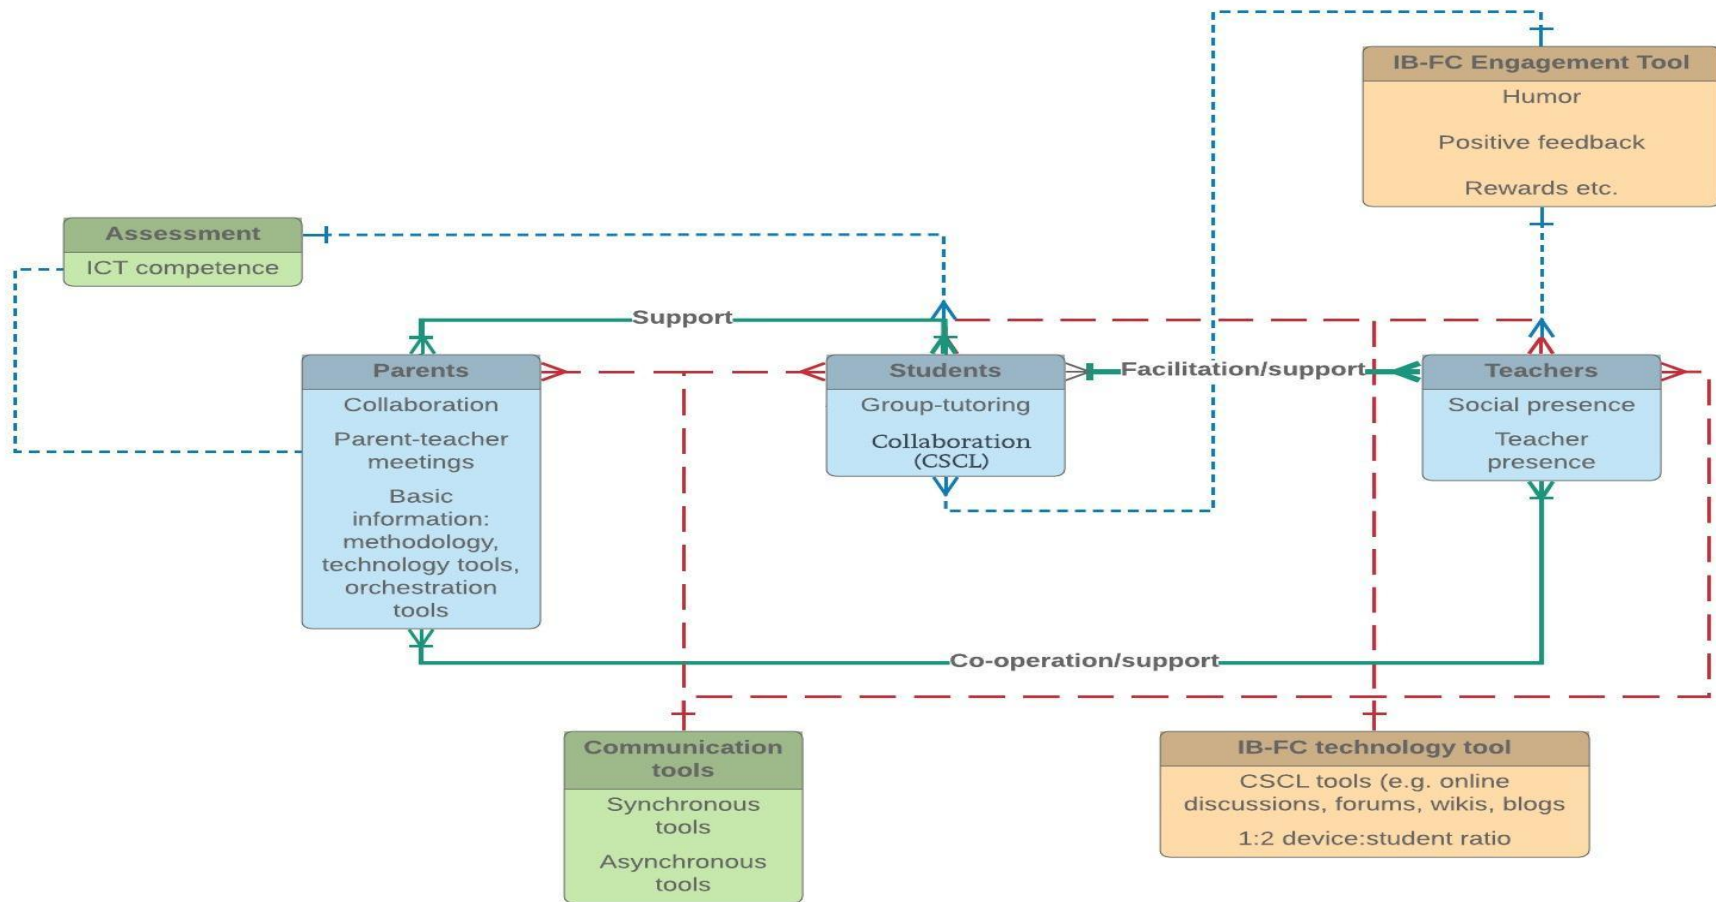 IB-FC Engagement Tool
Humor
Positive feedback
Rewards etc.
Assessment
ICT competence
Support
Facilitation/support
Parents
Collaboration
Parent-teacher
meetings
Basic
information:
methodology,
technology tools,
orchestration
tools
Students
Group-tutoring
Collaboration
(CSCL)
Teachers
Social presence
Teacher
presence
Co-operation/support
Communication
tools
Synchronous
tools
Asynchronous
tools
IB-FC technology tool
CSCL tools (e.g. online
discussions, forums, wikis, blogs
1:2 device:student ratio